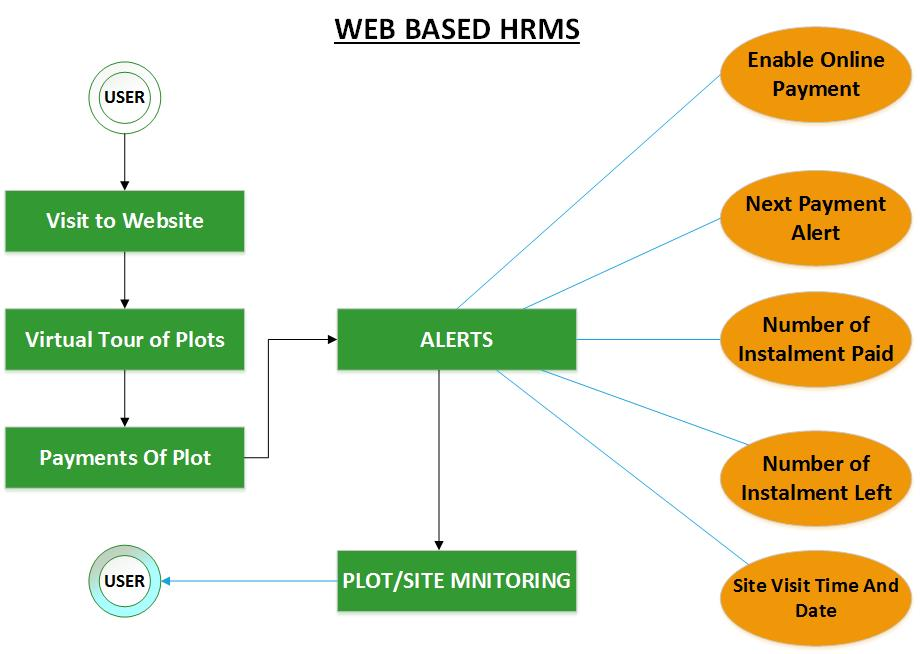 WEB BASED HRMS
USER
Visit to Website
Virtual Tour of Plots
Payments Of Plot
ALERTS
PLOT/SITE MNITORING
USER
Enable Online
Payment
Next Payment
Alert
Number of
Instalment Paid
Number of
Instalment Left
Site Visit Time And
Date